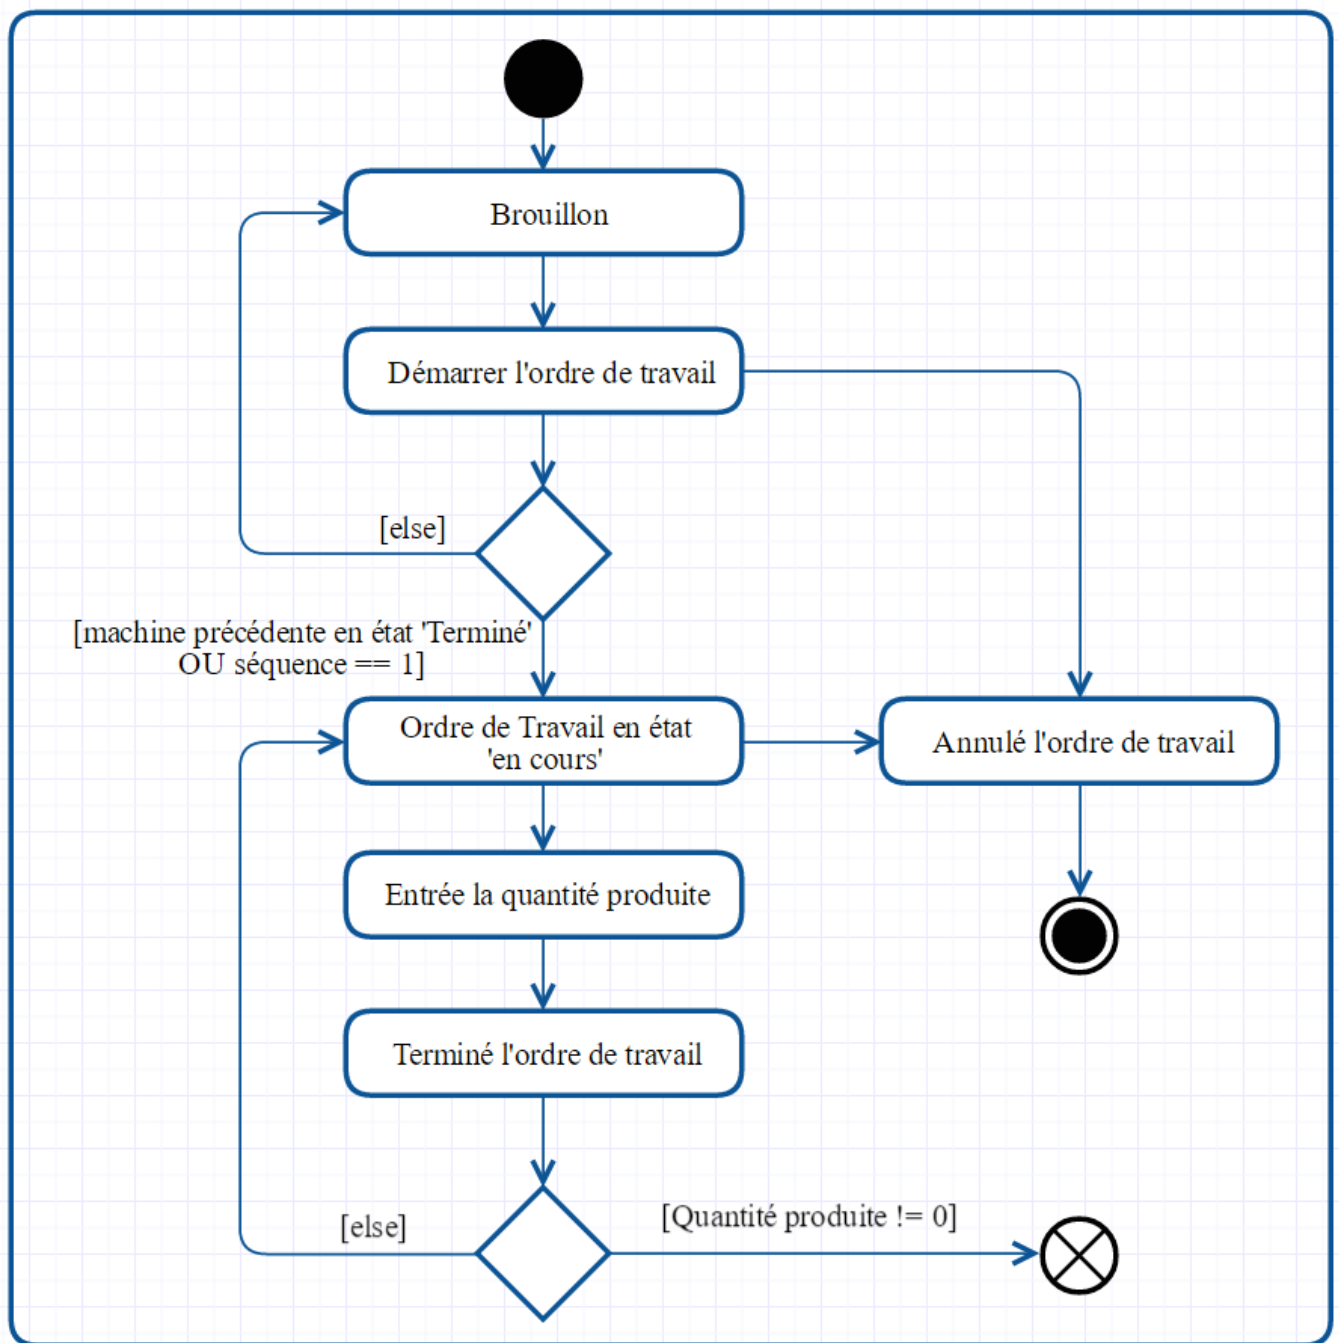 Brouillon
Démarrer l'ordre de travail
[else]
[machine précédente en état 'Terminé'
OU séquence == 1]
Ordre de Travail en état
'en cours'
Annulé l'ordre de travail
Entrée la quantité produite
Terminé l'ordre de travail
[else]
[Quantité produite != 0]